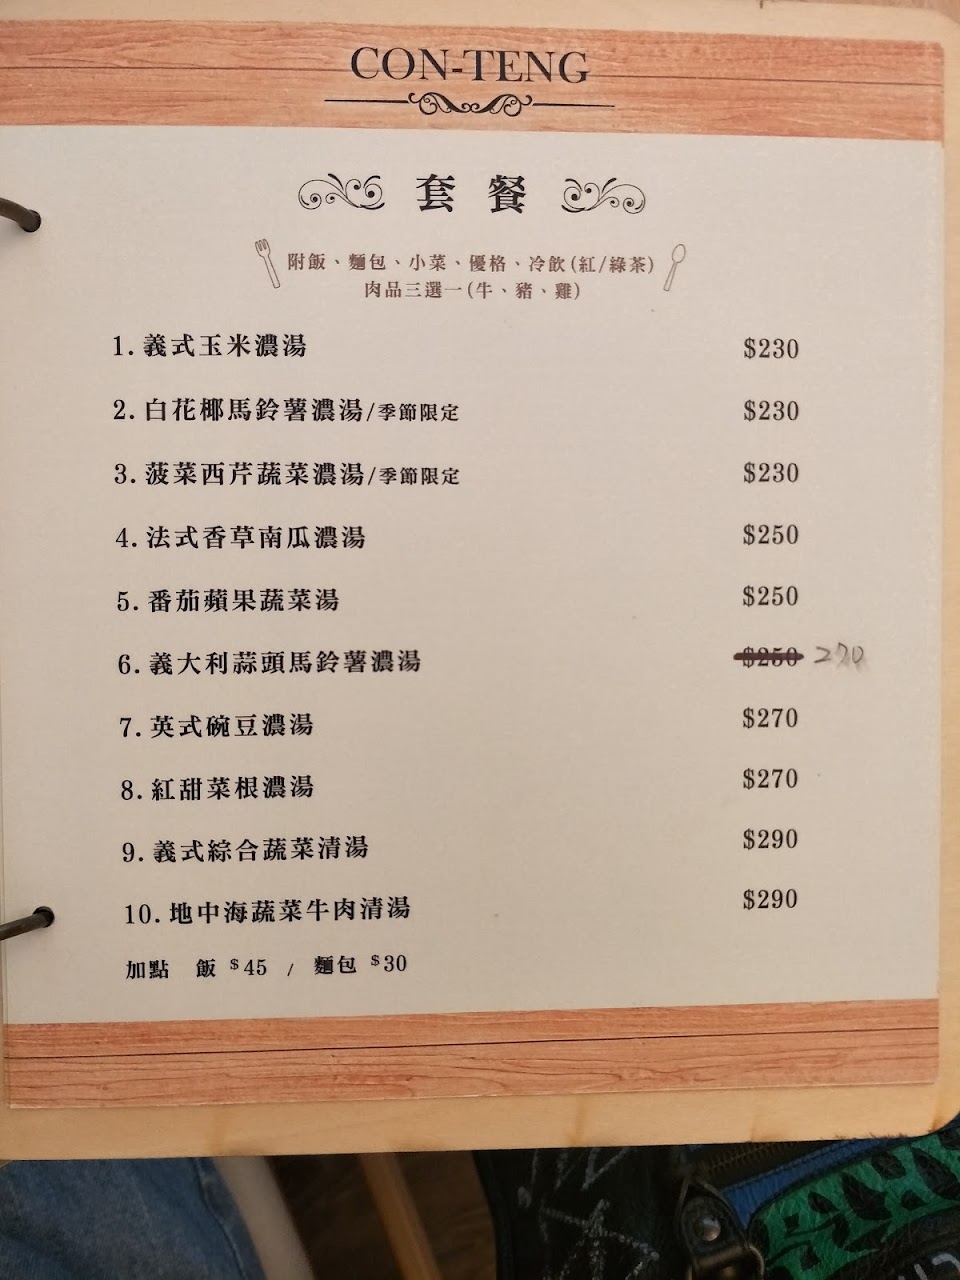 CON-TENG
套餐
附飯、麵包、小菜、優格、冷飲(紅/綠茶)
肉品三選一(牛、豬、雞)
1. 義式玉米濃湯 $230
2. 白花椰馬鈴薯濃湯/季節限定 $230
3. 菠菜西芹蔬菜濃湯/季節限定 $230
4. 法式香草南瓜濃湯 $250
5. 番茄蘋果蔬菜湯 $250
6. 義大利蒜頭馬鈴薯濃湯 $250 270
7. 英式碗豆濃湯 $270
8. 紅甜菜根濃湯 $270
9. 義式綜合蔬菜清湯 $290
10. 地中海蔬菜牛肉清湯 $290
加點 飯 $45 / 麵包 $30